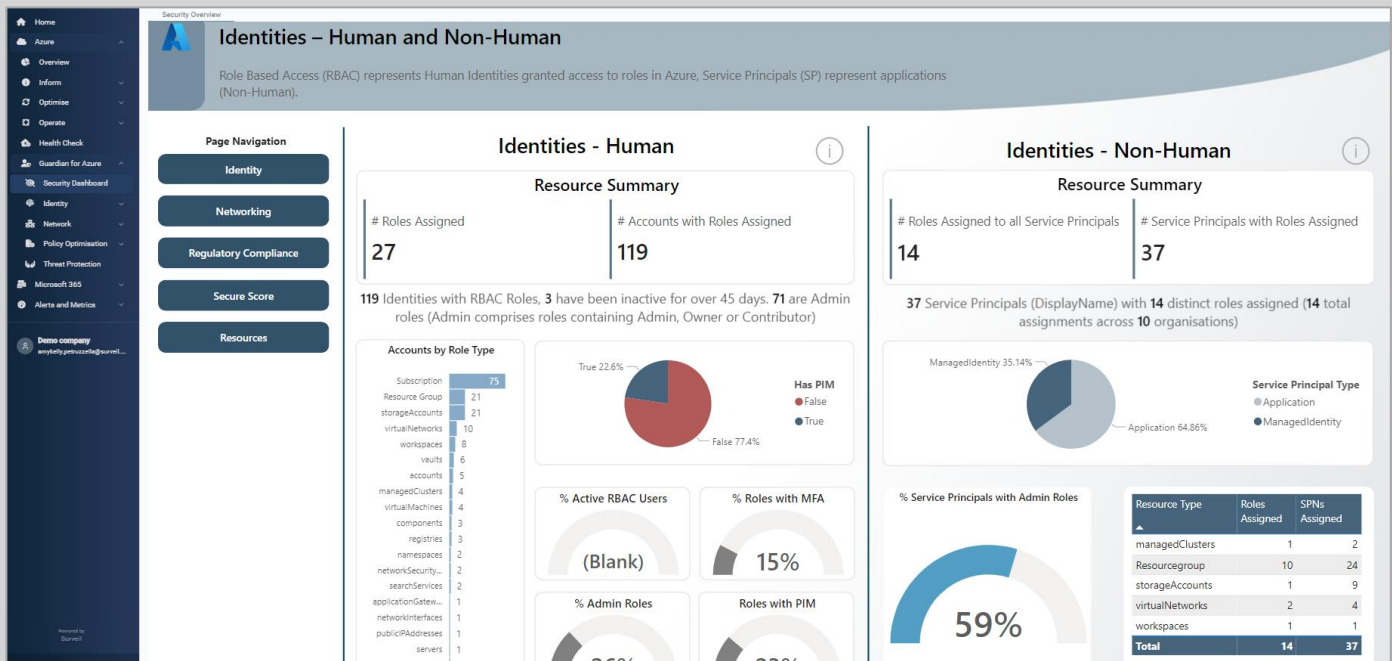 Home
Azure
Overview
Inform
Optimise
Operate
Health Check
Guardian for Azure
Security Dashboard
Identity
Network
Policy Optimisation
Threat Protection
Microsoft 365
Alerts and Metrics
Demo company
amykelly.petruzzella@surveil....
Powered by
Surveil
Security Overview
Identities – Human and Non-Human
Role Based Access (RBAC) represents Human Identities granted access to roles in Azure, Service Principals (SP) represent applications
(Non-Human).
Page Navigation
Identity
Networking
Regulatory Compliance
Secure Score
Resources
Identities - Human
Resource Summary
# Roles Assigned
27
# Accounts with Roles Assigned
119
119 Identities with RBAC Roles, 3 have been inactive for over 45 days. 71 are Admin
roles (Admin comprises roles containing Admin, Owner or Contributor)
Accounts by Role Type
Subscription 75
Resource Group 21
storageAccounts 21
virtualNetworks 10
workspaces 8
vaults 6
accounts 5
managedClusters 4
virtualMachines 4
components 3
registries 3
namespaces 2
networkSecurity... 2
searchServices 2
applicationGatew... 1
networkInterfaces 1
publicIPAddresses 1
servers 1
True 22.6%
False 77.4%
Has PIM
False
True
% Active RBAC Users
(Blank)
% Roles with MFA
15%
% Admin Roles
Roles with PIM
Identities - Non-Human
Resource Summary
# Roles Assigned to all Service Principals
14
# Service Principals with Roles Assigned
37
37 Service Principals (DisplayName) with 14 distinct roles assigned (14 total
assignments across 10 organisations)
ManagedIdentity 35.14%
Application 64.86%
Service Principal Type
Application
ManagedIdentity
% Service Principals with Admin Roles
59%
Resource Type Roles Assigned SPNs Assigned
managedClusters 1 2
Resourcegroup 10 24
storageAccounts 1 9
virtualNetworks 2 4
workspaces 1 1
Total 14 37